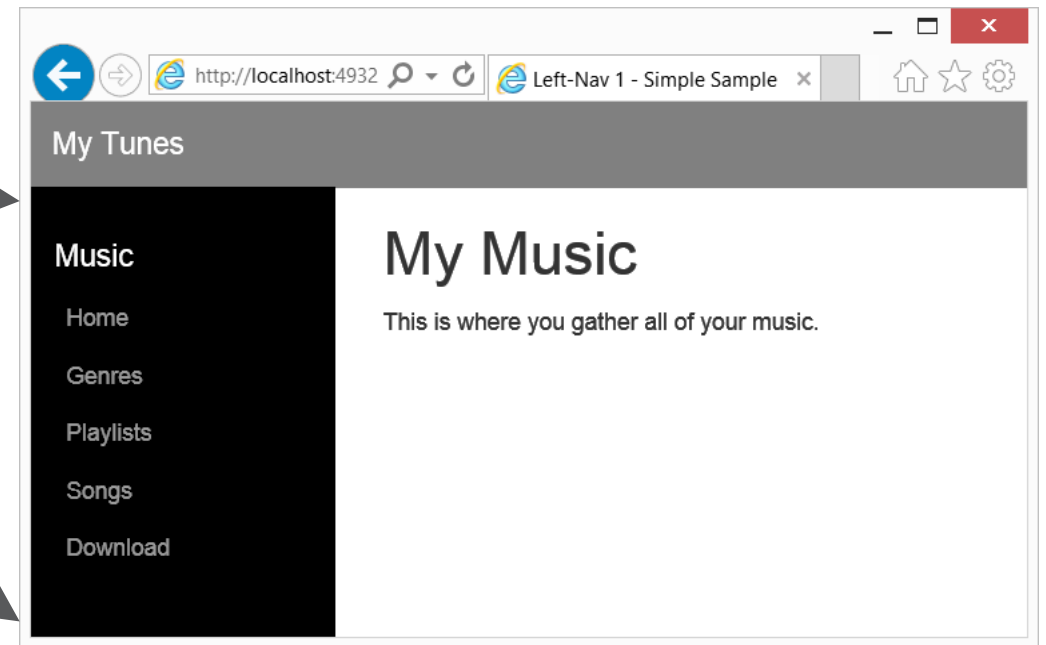 http://localhost:4932
Left-Nav 1 - Simple Sample
My Tunes
Music
Home
Genres
Playlists
Songs
Download
My Music
This is where you gather all of your music.